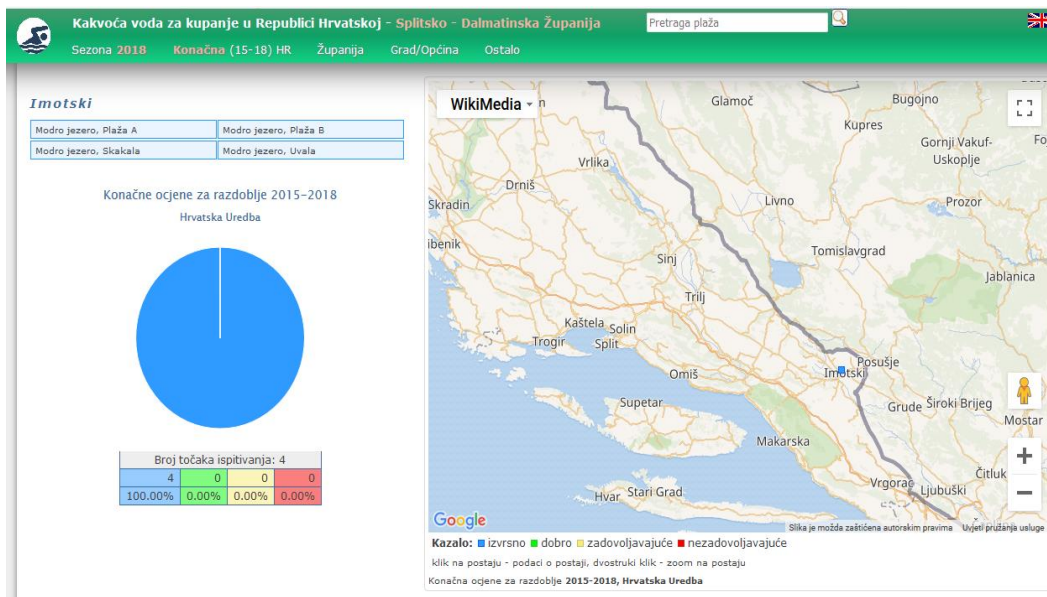 Kakvoća voda za kupanje u Republici Hrvatskoj - Splitsko - Dalmatinska Županija
Pretraga plaža
Sezona 2018 Konačna (15-18) HR Županija Grad/Općina Ostalo
Imotski
Modro jezero, Plaža A Modro jezero, Plaža B
Modro jezero, Skakala Modro jezero, Uvala
Konačne ocjene za razdoblje 2015-2018
Hrvatska Uredba
Broj točaka ispitivanja: 4
4 0 0 0
100.00% 0.00% 0.00% 0.00%
WikiMedia
Glamoč
Bugojno
Kupres
Gornji Vakuf-
Uskoplje
Vrlika
Drniš
Skradin
Livno
Prozor
ibenik
Sinj
Tomislavgrad
Jablanica
Trilj
Kaštela
Solin
Trogir
Split
Posušje
Imotski
Omiš
Supetar
Grude
Široki Brijeg
Mostar
Makarska
Čitluk
Vrgorac
Ljubuški
Hvar
Stari Grad
Google
Slika je možda zaštićena autorskim pravima Uvjeti pružanja usluge
Kazalo: izvrsno dobro zadovoljavajuće nezadovoljavajuće
klik na postaju - podaci o postaji, dvostruki klik - zoom na postaju
Konačna ocjene za razdoblje 2015-2018, Hrvatska Uredba